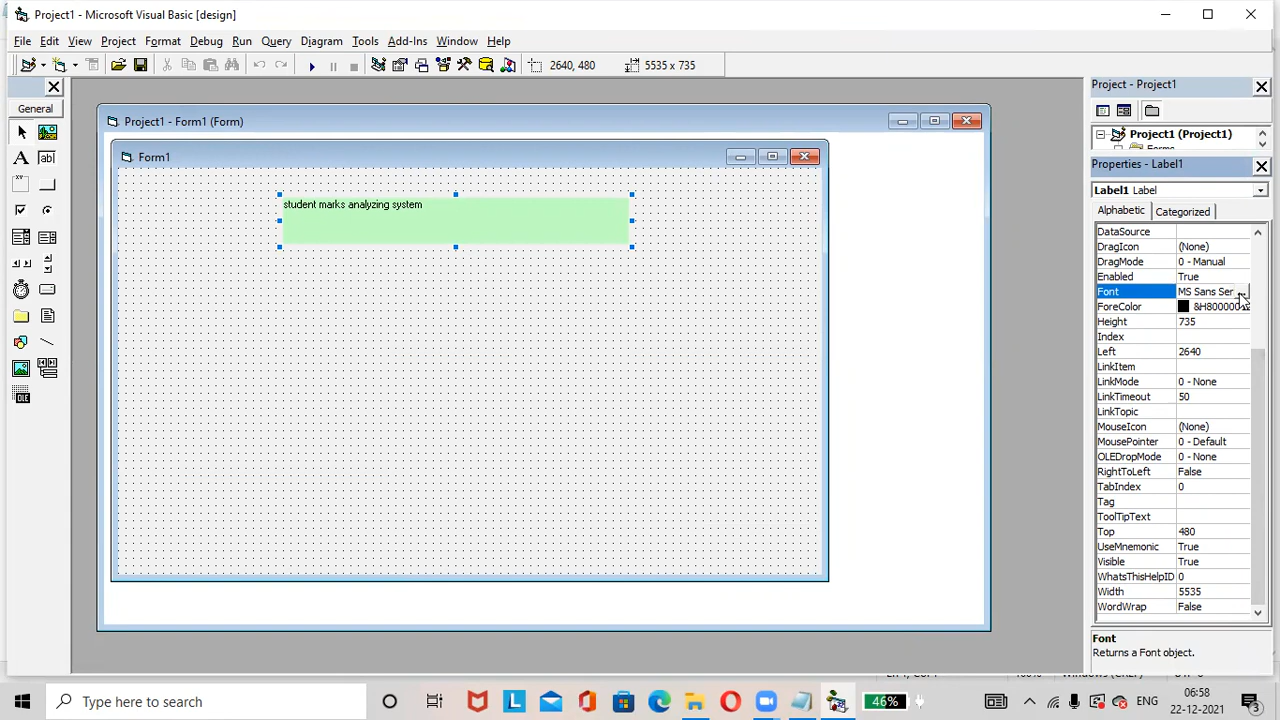 Project1 - Microsoft Visual Basic [design]
File Edit View Project Format Debug Run Query Diagram Tools Add-Ins Window Help
2640, 480 5535 x 735
General
Project1 - Form1 (Form)
Form1
student marks analyzing system
Project - Project1
Project1 (Project1)
Properties - Label1
Label1 Label
Alphabetic Categorized
DataSource
DragIcon (None)
DragMode 0 - Manual
Enabled True
Font MS Sans Ser
ForeColor &H800000
Height 735
Index
Left 2640
LinkItem
LinkMode 0 - None
LinkTimeout 50
LinkTopic
MouseIcon (None)
MousePointer 0 - Default
OLEDropMode 0 - None
RightToLeft False
TabIndex 0
Tag
ToolTipText
Top 480
UseMnemonic True
Visible True
WhatsThisHelpID 0
Width 5535
WordWrap False
Font
Returns a Font object.
Type here to search
46%
ENG
06:58
22-12-2021
3